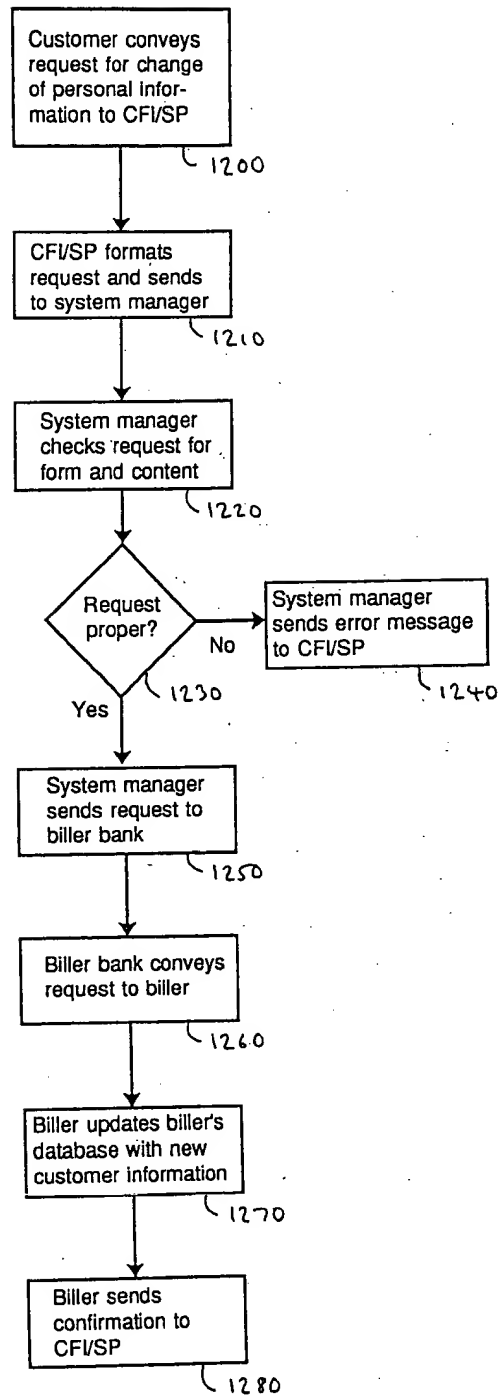 Customer conveys
request for change
of personal infor-
mation to CFI/SP
1200
CFI/SP formats
request and sends
to system manager
1210
System manager
checks request for
form and content
1220
Request
proper?
1230
No
System manager
sends error message
to CFI/SP
1240
Yes
System manager
sends request to
biller bank
1250
Biller bank conveys
request to biller
1260
Biller updates biller's
database with new
customer information
1270
Biller sends
confirmation to
CFI/SP
1280